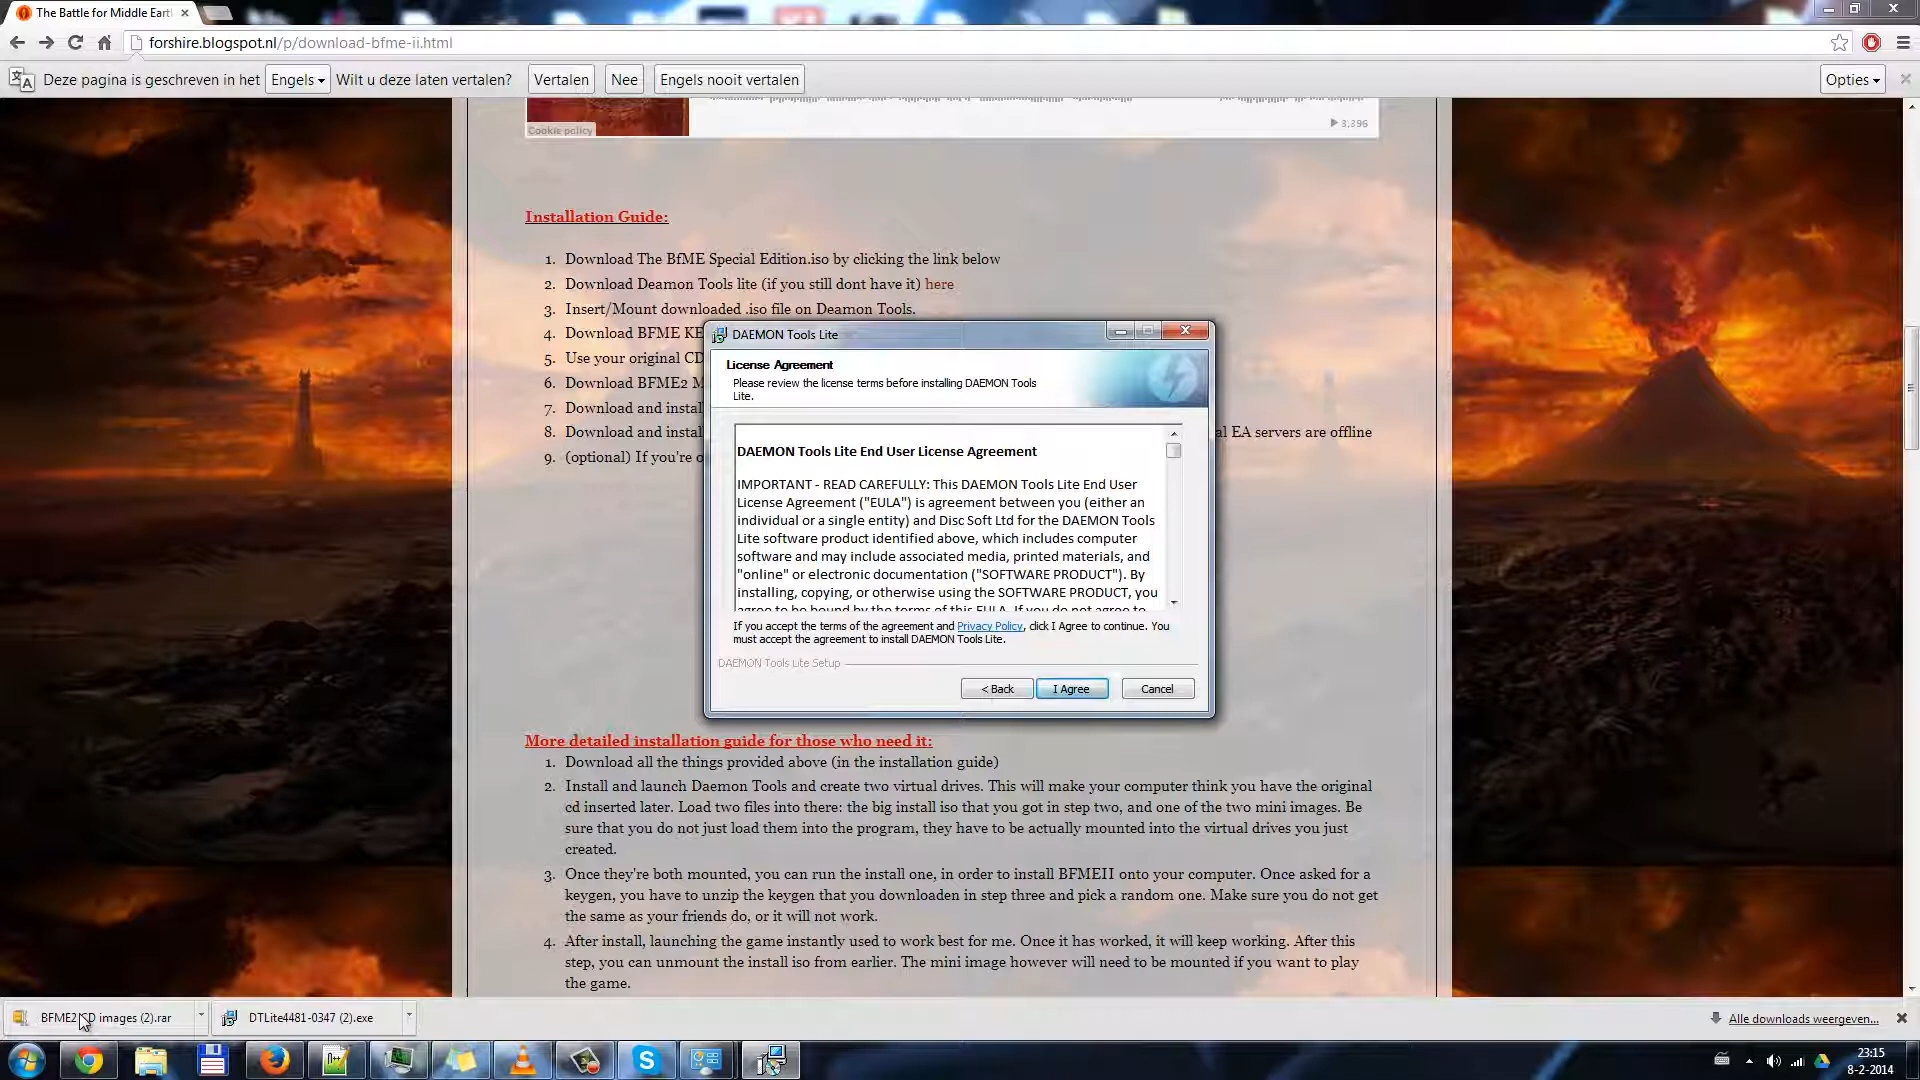 The Battle for Middle Eart
forshire.blogspot.nl/p/download-bfme-ii.html
Deze pagina is geschreven in het Engels Wilt u deze laten vertalen? Vertalen Nee Engels nooit vertalen Opties
Cookie policy
3,396
Installation Guide:
1. Download The BfME Special Edition.iso by clicking the link below
2. Download Deamon Tools lite (if you still dont have it) here
3. Insert/Mount downloaded .iso file on Deamon Tools.
4. Download BFME KE
5. Use your original CD
6. Download BFME2 M
7. Download and instal
8. Download and instal
l EA servers are offline
9. (optional) If you're o
DAEMON Tools Lite
License Agreement
Please review the license terms before installing DAEMON Tools
Lite.
DAEMON Tools Lite End User License Agreement
IMPORTANT - READ CAREFULLY: This DAEMON Tools Lite End User
License Agreement ("EULA") is agreement between you (either an
individual or a single entity) and Disc Soft Ltd for the DAEMON Tools
Lite software product identified above, which includes computer
software and may include associated media, printed materials, and
"online" or electronic documentation ("SOFTWARE PRODUCT"). By
installing, copying, or otherwise using the SOFTWARE PRODUCT, you
agree to be bound by the terms of this EULA. If you do not agree to
If you accept the terms of the agreement and Privacy Policy, click I Agree to continue. You
must accept the agreement to install DAEMON Tools Lite.
DAEMON Tools Lite Setup
< Back I Agree Cancel
More detailed installation guide for those who need it:
1. Download all the things provided above (in the installation guide)
2. Install and launch Daemon Tools and create two virtual drives. This will make your computer think you have the original
cd inserted later. Load two files into there: the big install iso that you got in step two, and one of the two mini images. Be
sure that you do not just load them into the program, they have to be actually mounted into the virtual drives you just
created.
3. Once they're both mounted, you can run the install one, in order to install BFMEII onto your computer. Once asked for a
keygen, you have to unzip the keygen that you downloaden in step three and pick a random one. Make sure you do not get
the same as your friends do, or it will not work.
4. After install, launching the game instantly used to work best for me. Once it has worked, it will keep working. After this
step, you can unmount the install iso from earlier. The mini image however will need to be mounted if you want to play
the game.
BFME2 CD images (2).rar
DTLite4481-0347 (2).exe
Alle downloads weergeven...
23:15
8-2-2014